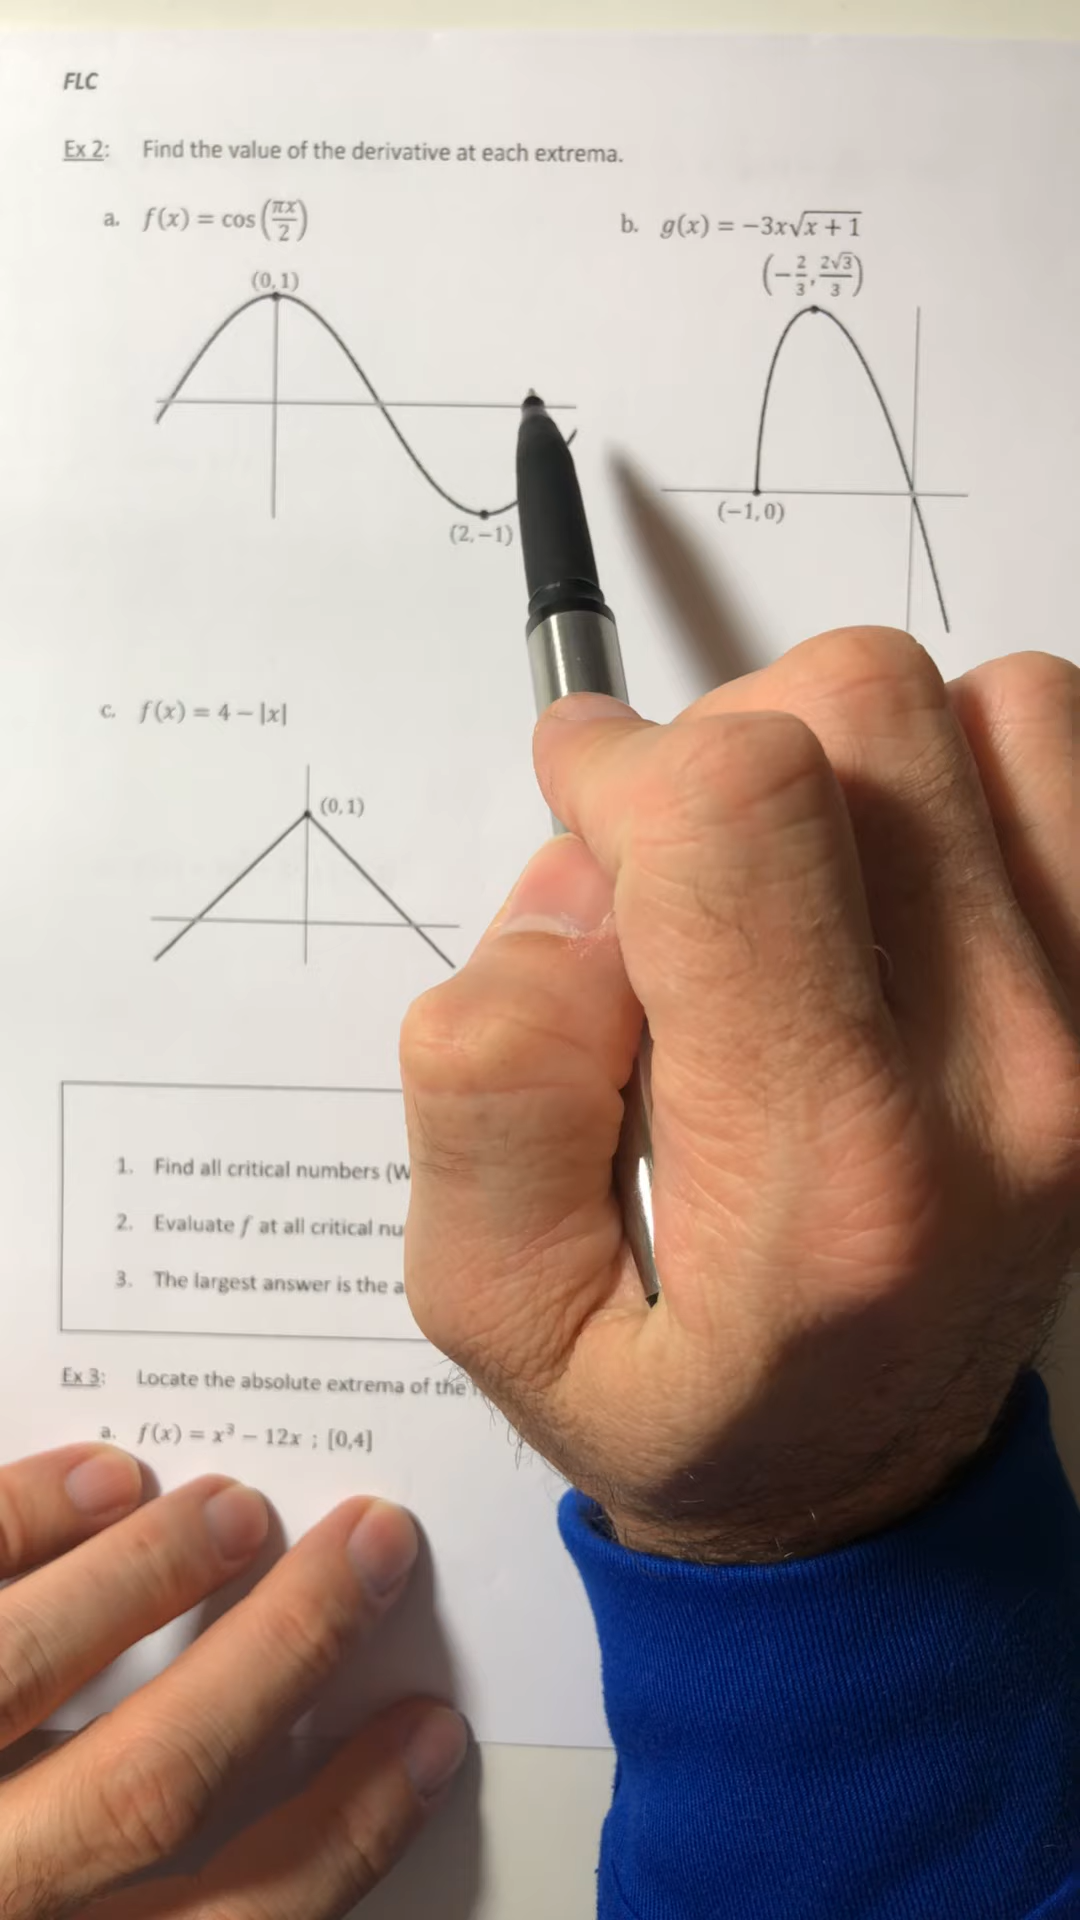 FLC
Ex 2: Find the value of the derivative at each extrema.
a. f(x) = cos(πx/2)
b. g(x) = −3x√(x + 1)
(−2/3, 2√3/3)
(0, 1)
(−1, 0)
(2, −1)
c. f(x) = 4 − |x|
(0, 1)
1. Find all critical numbers (W
2. Evaluate f at all critical nu
3. The largest answer is the a
Ex 3: Locate the absolute extrema of the
a. f(x) = x³ − 12x ; [0,4]